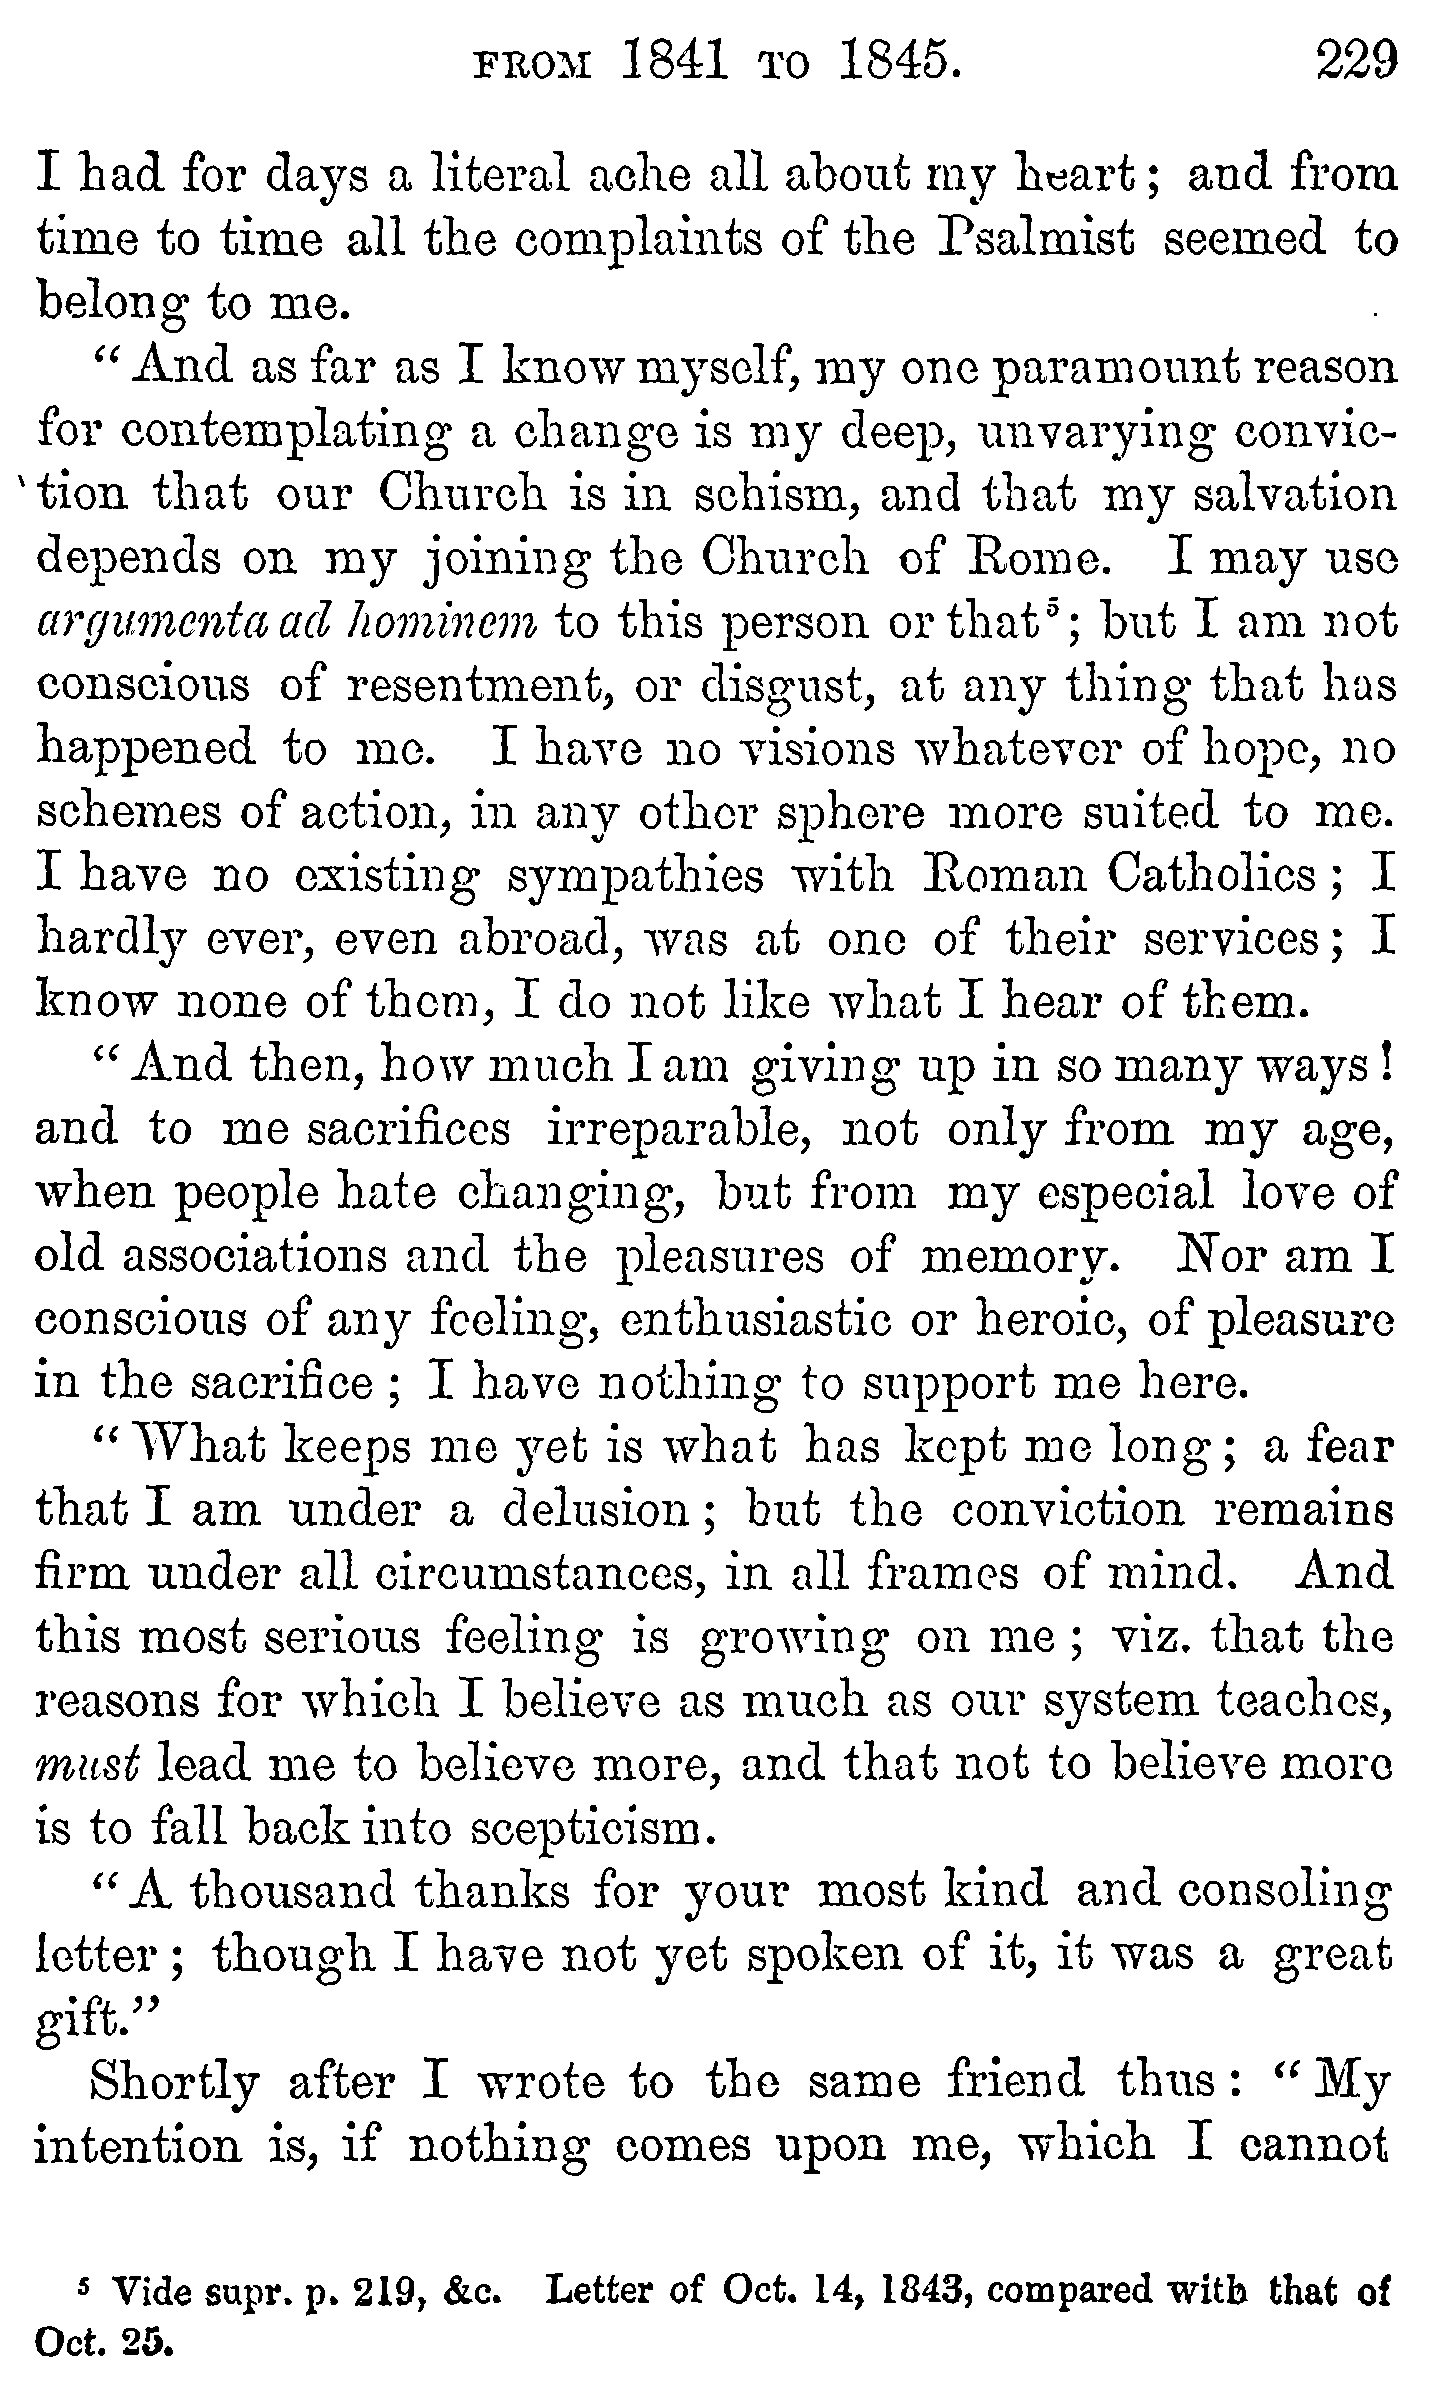 FROM 1841 TO 1845. 229
I had for days a literal ache all about my heart; and from
time to time all the complaints of the Psalmist seemed to
belong to me.
“And as far as I know myself, my one paramount reason
for contemplating a change is my deep, unvarying convic-
tion that our Church is in schism, and that my salvation
depends on my joining the Church of Rome. I may use
argumenta ad hominem to this person or that⁵; but I am not
conscious of resentment, or disgust, at any thing that has
happened to me. I have no visions whatever of hope, no
schemes of action, in any other sphere more suited to me.
I have no existing sympathies with Roman Catholics; I
hardly ever, even abroad, was at one of their services; I
know none of them, I do not like what I hear of them.
“And then, how much I am giving up in so many ways!
and to me sacrifices irreparable, not only from my age,
when people hate changing, but from my especial love of
old associations and the pleasures of memory. Nor am I
conscious of any feeling, enthusiastic or heroic, of pleasure
in the sacrifice; I have nothing to support me here.
“What keeps me yet is what has kept me long; a fear
that I am under a delusion; but the conviction remains
firm under all circumstances, in all frames of mind. And
this most serious feeling is growing on me; viz. that the
reasons for which I believe as much as our system teaches,
must lead me to believe more, and that not to believe more
is to fall back into scepticism.
“A thousand thanks for your most kind and consoling
letter; though I have not yet spoken of it, it was a great
gift.”
Shortly after I wrote to the same friend thus: “My
intention is, if nothing comes upon me, which I cannot
⁵ Vide supr. p. 219, &c. Letter of Oct. 14, 1843, compared with that of
Oct. 25.